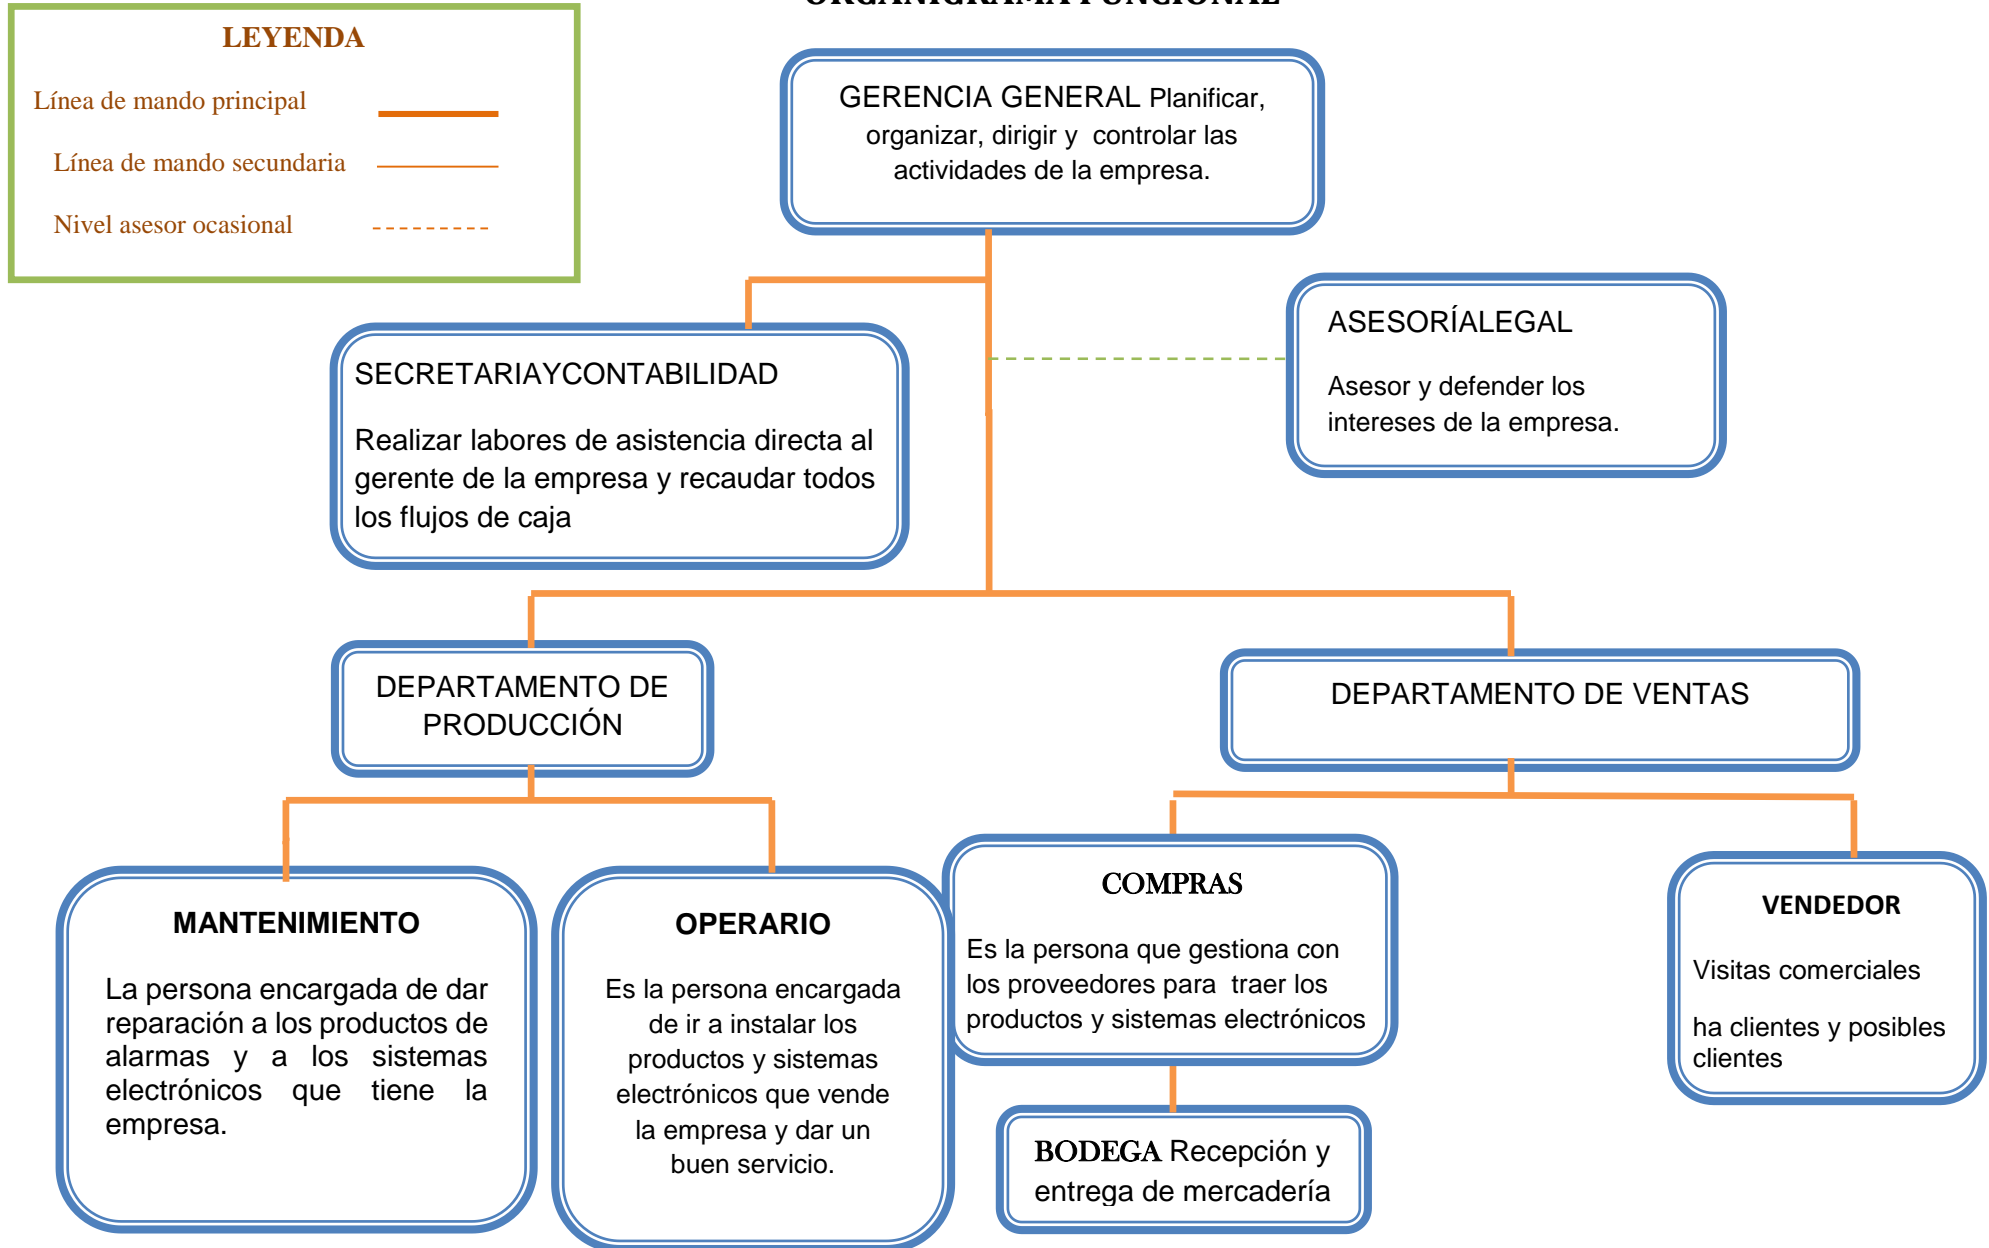 ORGANIGRAMA FUNCIONAL
LEYENDA
Línea de mando principal
Línea de mando secundaria
Nivel asesor ocasional
GERENCIA GENERAL Planificar,
organizar, dirigir y controlar las
actividades de la empresa.
ASESORÍALEGAL
Asesor y defender los
intereses de la empresa.
SECRETARIAYCONTABILIDAD
Realizar labores de asistencia directa al
gerente de la empresa y recaudar todos
los flujos de caja
DEPARTAMENTO DE
PRODUCCIÓN
DEPARTAMENTO DE VENTAS
MANTENIMIENTO
La persona encargada de dar
reparación a los productos de
alarmas y a los sistemas
electrónicos que tiene la
empresa.
OPERARIO
Es la persona encargada
de ir a instalar los
productos y sistemas
electrónicos que vende
la empresa y dar un
buen servicio.
COMPRAS
Es la persona que gestiona con
los proveedores para traer los
productos y sistemas electrónicos
BODEGA Recepción y
entrega de mercadería
VENDEDOR
Visitas comerciales
ha clientes y posibles
clientes